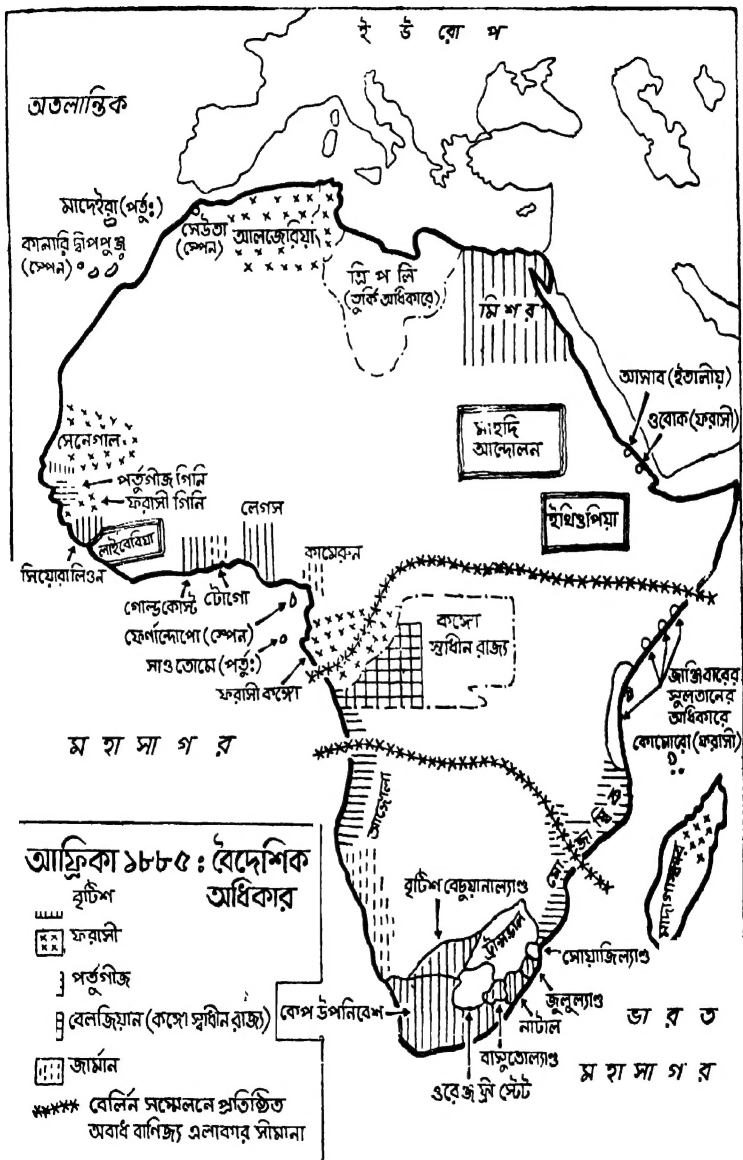 ই উ রো প
অতলান্তিক
মাদেইরা (পর্তুঃ)
কানারি দ্বীপপুঞ্জ
(স্পেন)
সেউতা
(স্পেন)
আলজেরিয়া
ত্রি প লি
(তুর্কি অধিকারে)
মি শ র
আসাব (ইতালীয়)
ওবোক (ফরাসী)
মাহদি
আন্দোলন
ইথিওপিয়া
সেনেগাল
পর্তুগীজ গিনি
ফরাসী গিনি
লাইবেরিয়া
সিয়োরালিওন
লেগস
গোল্ডকোস্ট
টোগো
কামেরুন
ফের্ণান্দোপো (স্পেন)
সাও তোমে (পর্তুঃ)
ফরাসী কঙ্গো
কঙ্গো
স্বাধীন রাজ্য
জাঞ্জিবারের
সুলতানের
অধিকারে
কোমোরো (ফরাসী)
ম হা সা গ র
আঙ্গোলা
মো জা ম্বি ক
মাদাগাস্কার
বৃটিশ বেচুয়ানাল্যাণ্ড
ট্রান্সভাল
সোয়াজিল্যাণ্ড
জুলুল্যাণ্ড
নাটাল
বাসুতোল্যাণ্ড
ওরেঞ্জ ফ্রী স্টেট
কেপ উপনিবেশ
ভা র ত
ম হা সা গ র
আফ্রিকা ১৮৮৫ : বৈদেশিক
অধিকার
বৃটিশ
ফরাসী
পর্তুগীজ
বেলজিয়ান (কঙ্গো স্বাধীন রাজ্য)
জার্মান
বের্লিন সম্মেলনে প্রতিষ্ঠিত
অবাধ বাণিজ্য এলাকার সীমানা